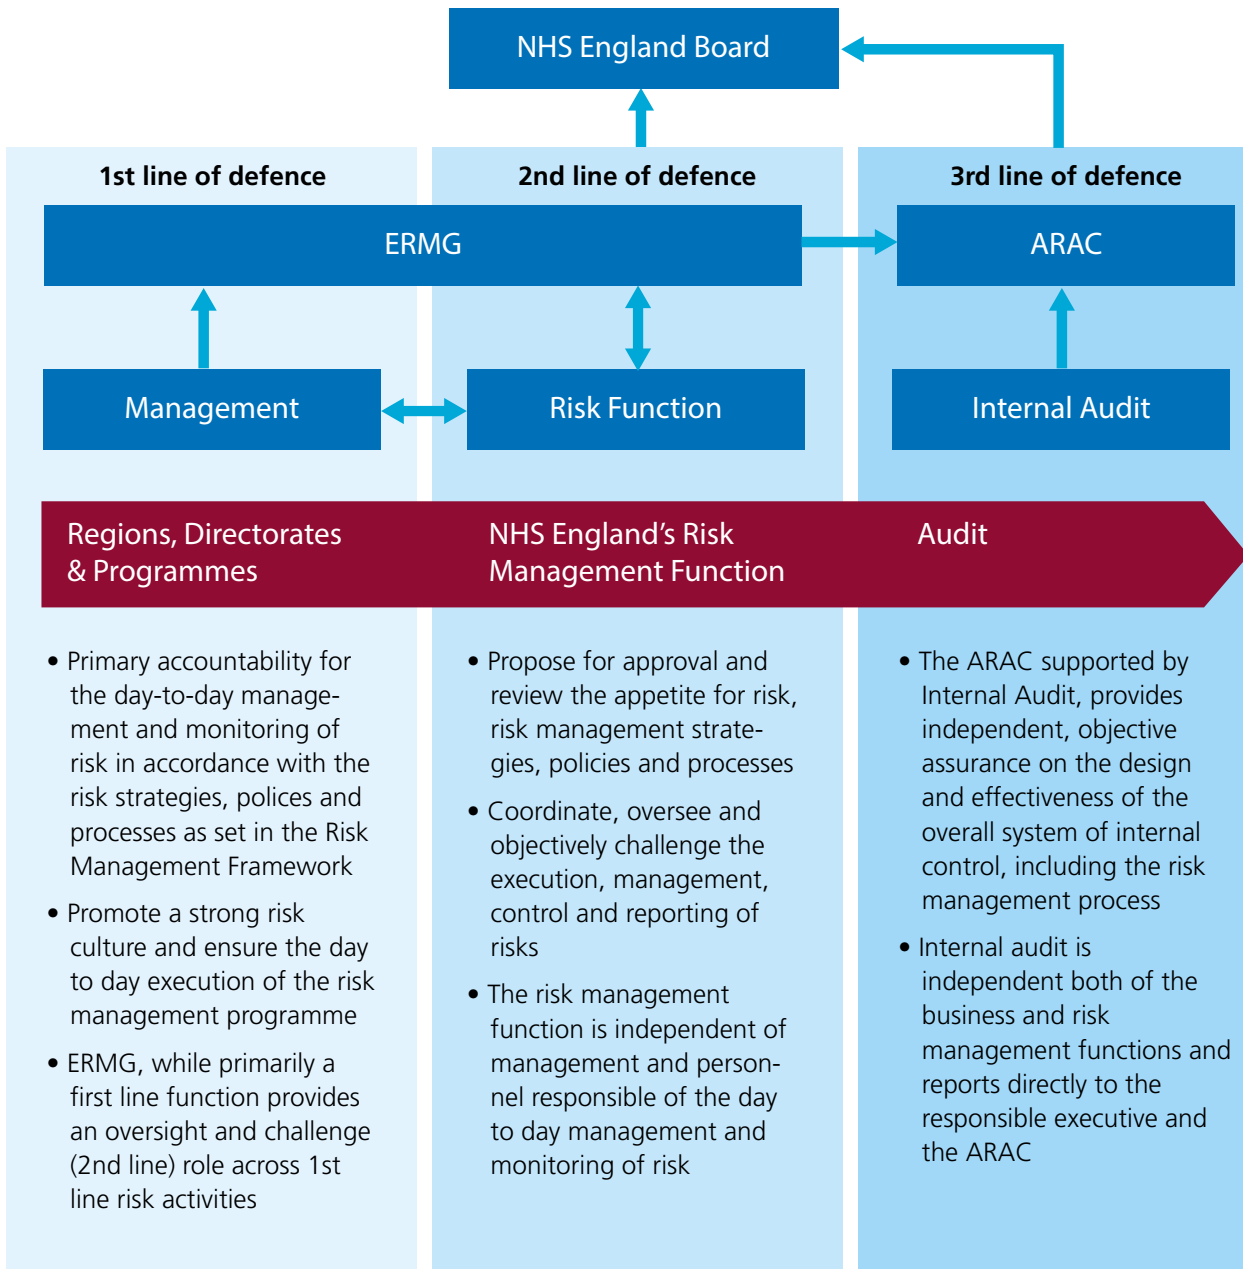 NHS England Board
1st line of defence
2nd line of defence
3rd line of defence
ERMG
ARAC
Management
Risk Function
Internal Audit
Regions, Directorates
& Programmes
NHS England’s Risk
Management Function
Audit
• Primary accountability for
the day-to-day manage-
ment and monitoring of
risk in accordance with the
risk strategies, polices and
processes as set in the Risk
Management Framework
• Promote a strong risk
culture and ensure the day
to day execution of the risk
management programme
• ERMG, while primarily a
first line function provides
an oversight and challenge
(2nd line) role across 1st
line risk activities
• Propose for approval and
review the appetite for risk,
risk management strate-
gies, policies and processes
• Coordinate, oversee and
objectively challenge the
execution, management,
control and reporting of
risks
• The risk management
function is independent of
management and person-
nel responsible of the day
to day management and
monitoring of risk
• The ARAC supported by
Internal Audit, provides
independent, objective
assurance on the design
and effectiveness of the
overall system of internal
control, including the risk
management process
• Internal audit is
independent both of the
business and risk
management functions and
reports directly to the
responsible executive and
the ARAC